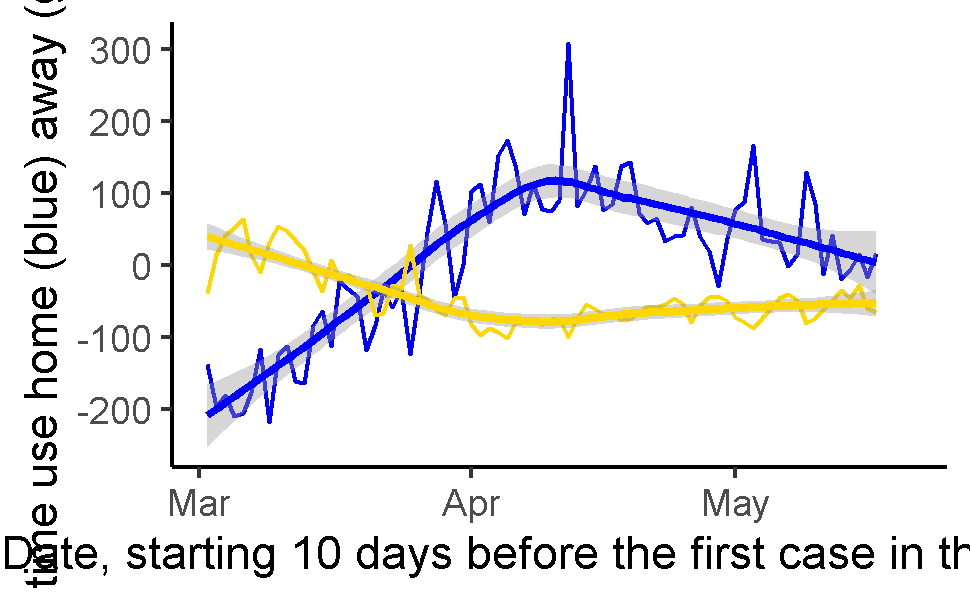 time use home (blue) away (
300
200
100
0
-100
-200
Mar Apr May
Date, starting 10 days before the first case in th